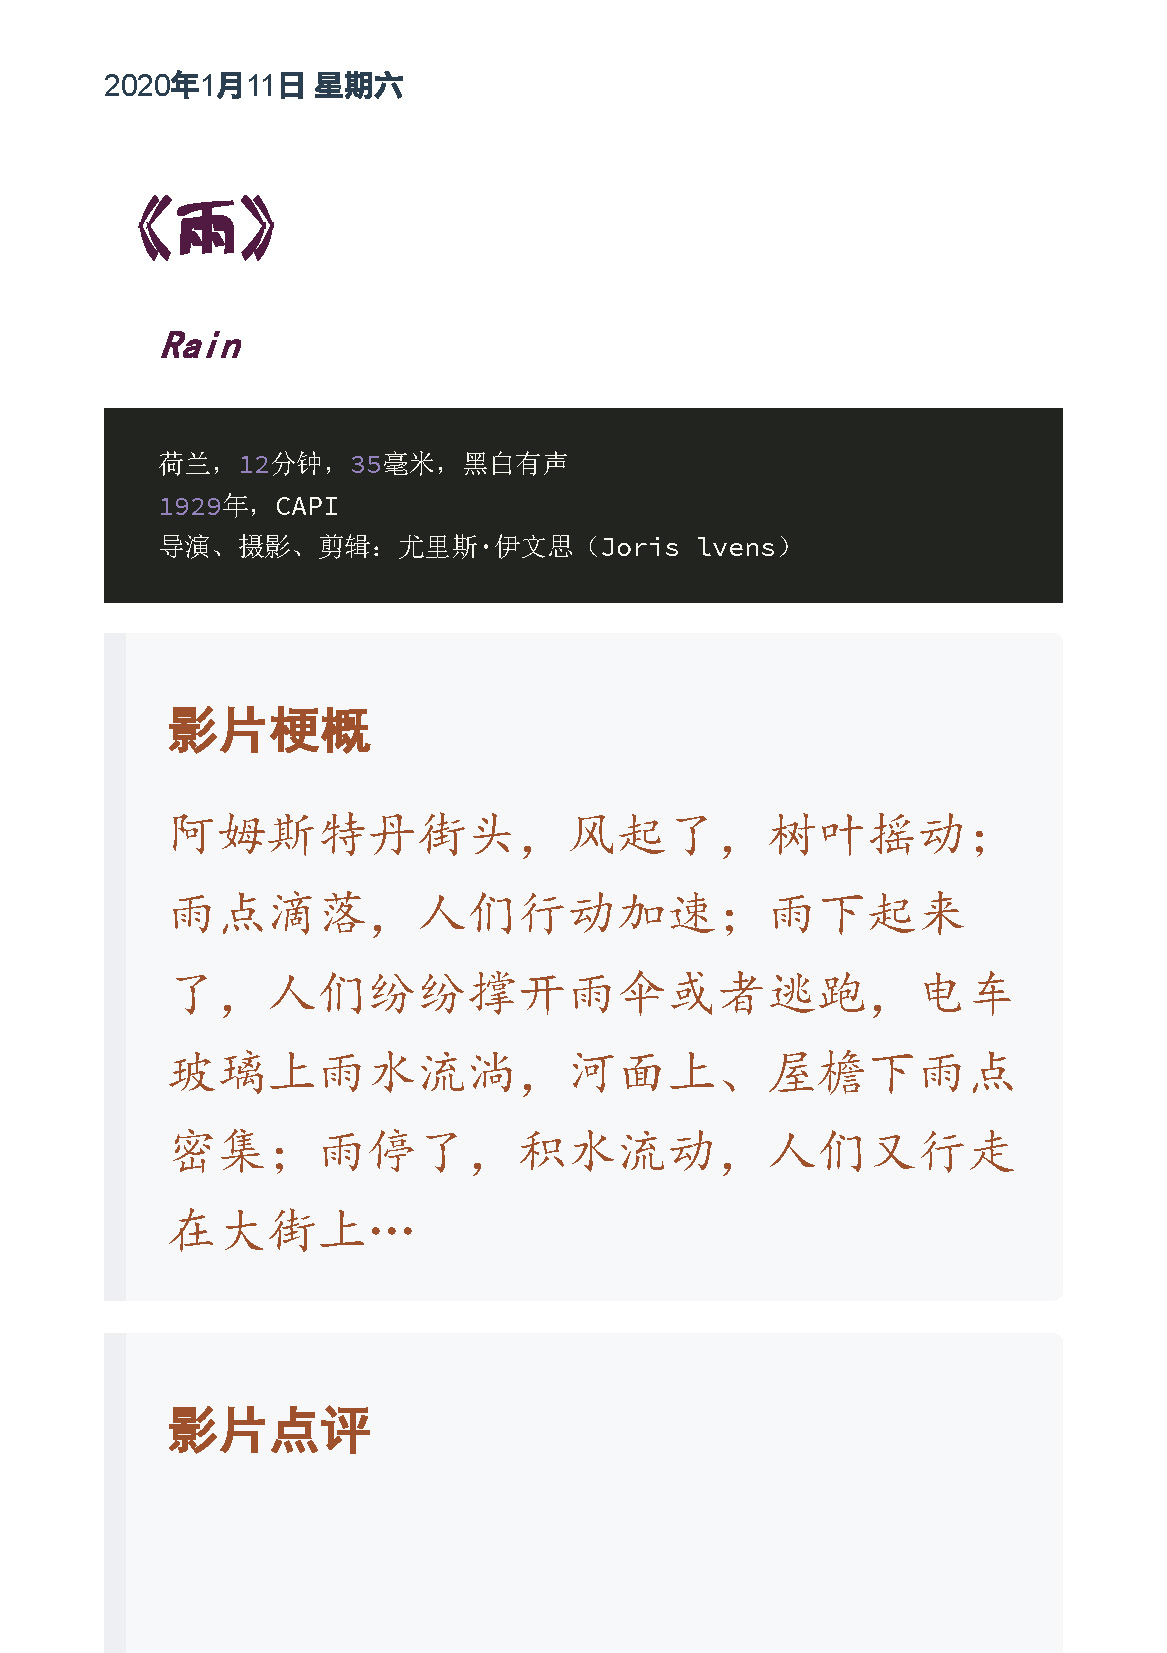 2020年1月11日 星期六
《雨》
Rain
荷兰，12分钟，35毫米，黑白有声
1929年，CAPI
导演、摄影、剪辑：尤里斯·伊文思（Joris lvens）
影片梗概
阿姆斯特丹街头，风起了，树叶摇动；
雨点滴落，人们行动加速；雨下起来
了，人们纷纷撑开雨伞或者逃跑，电车
玻璃上雨水流淌，河面上、屋檐下雨点
密集；雨停了，积水流动，人们又行走
在大街上…
影片点评